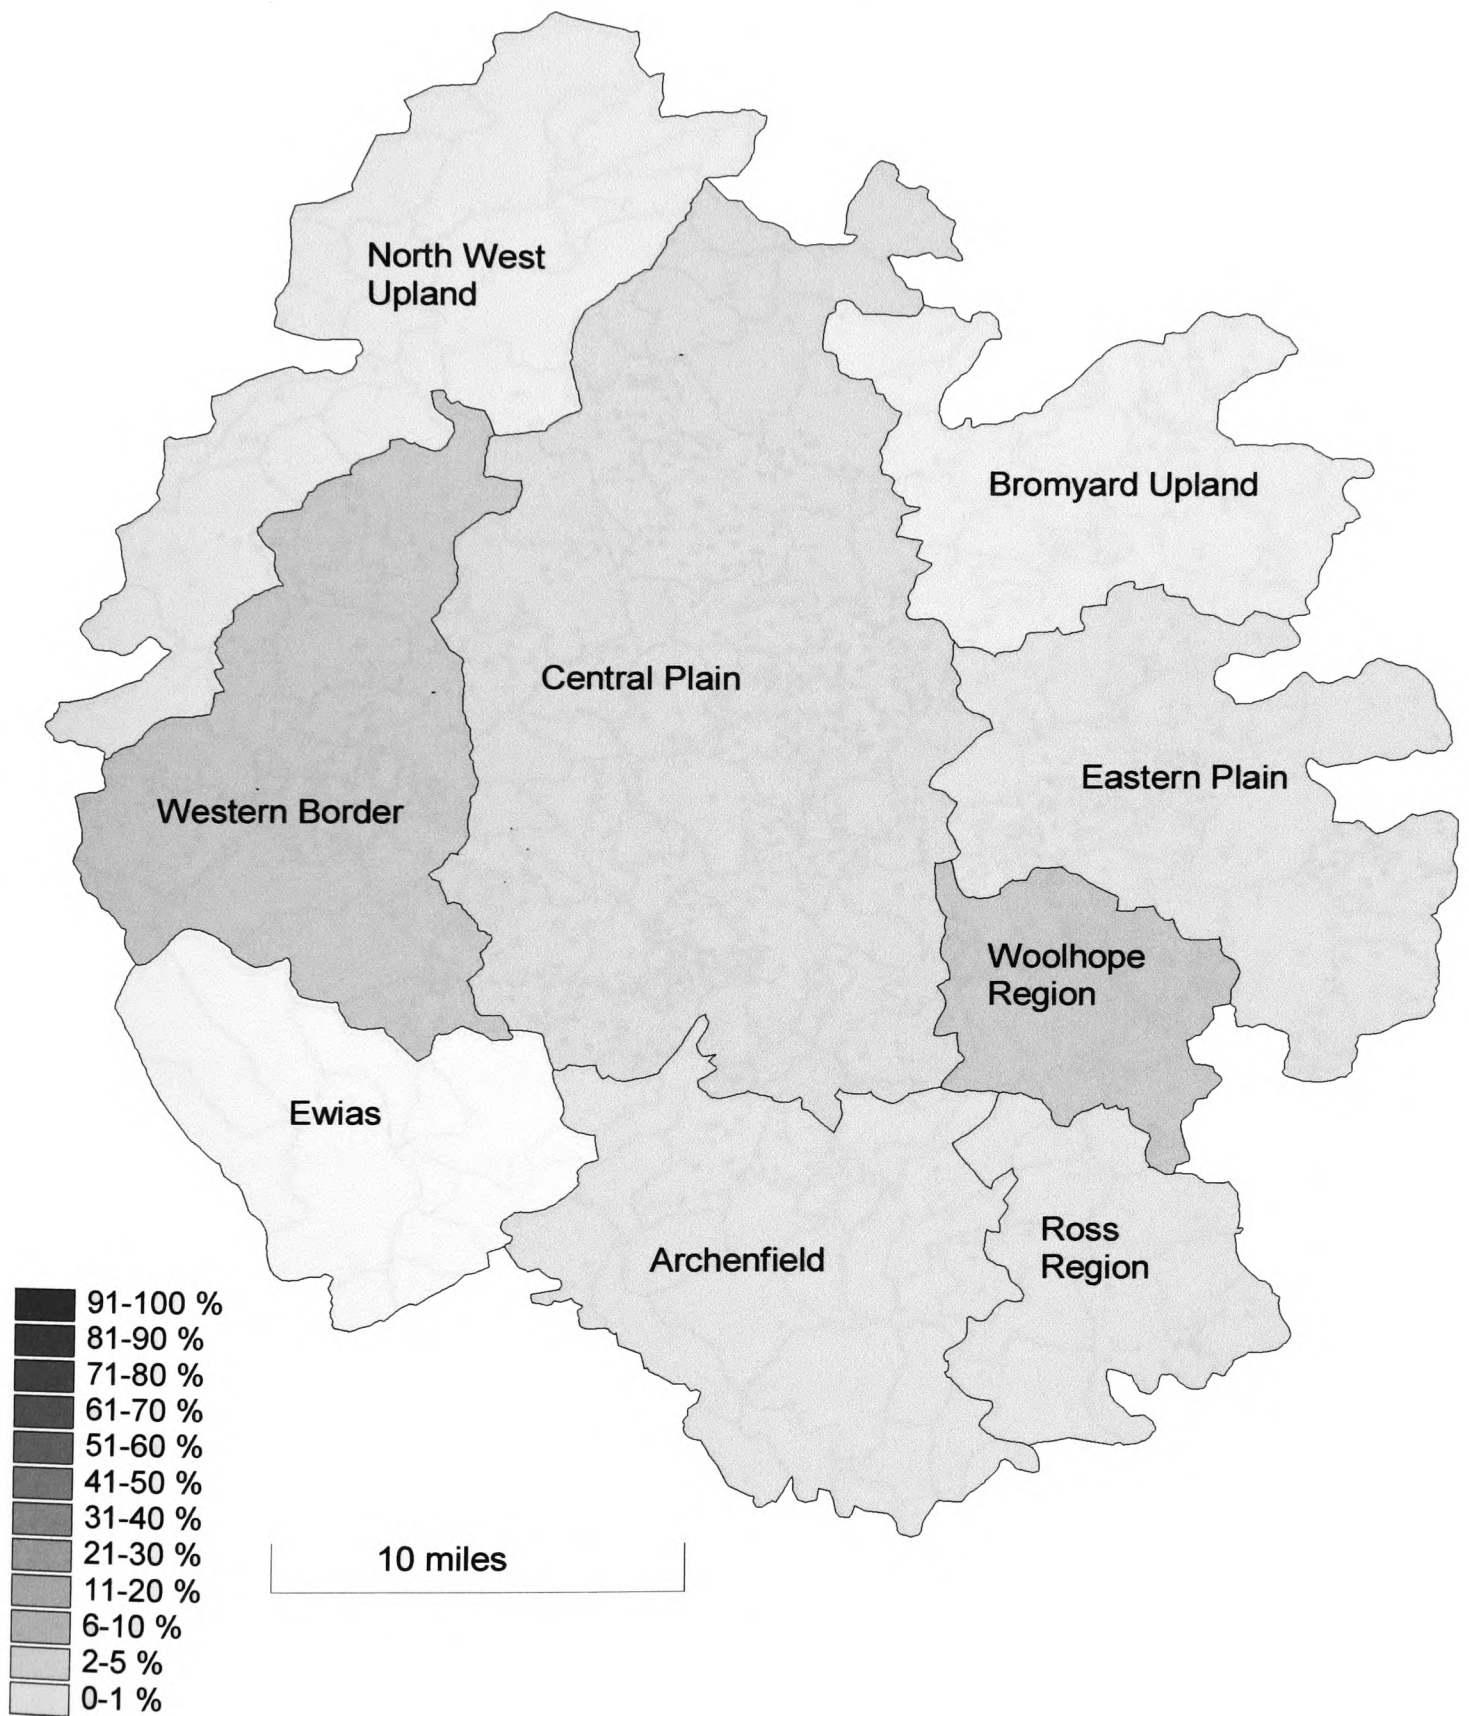 North West
Upland
Bromyard Upland
Central Plain
Eastern Plain
Western Border
Woolhope
Region
Ewias
Archenfield
Ross
Region
91-100 %
81-90 %
71-80 %
61-70 %
51-60 %
41-50 %
31-40 %
21-30 %
11-20 %
6-10 %
2-5 %
0-1 %
10 miles